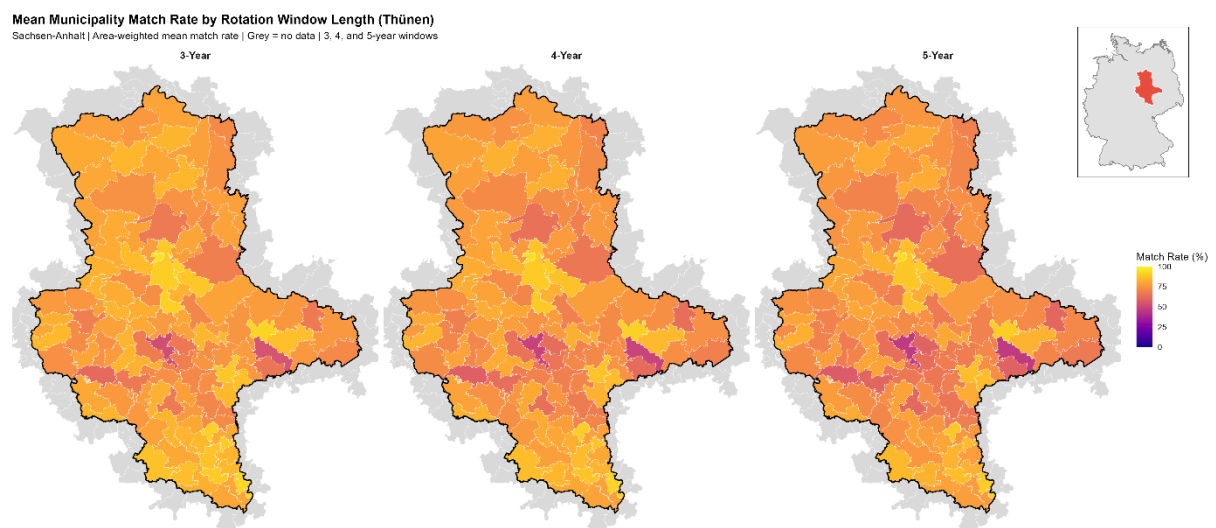 Mean Municipality Match Rate by Rotation Window Length (Thünen)
Sachsen-Anhalt | Area-weighted mean match rate | Grey = no data | 3, 4, and 5-year windows
3-Year
4-Year
5-Year
Match Rate (%)
100
75
50
25
0